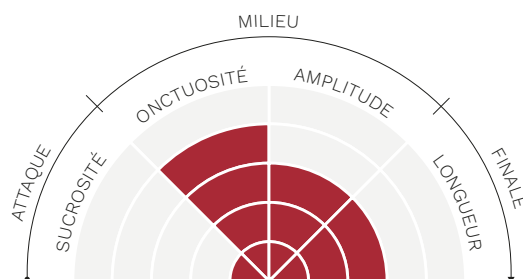 MILIEU
ONCTUOSITÉ
AMPLITUDE
ATTAQUE
SUCROSITÉ
LONGUEUR
FINALE